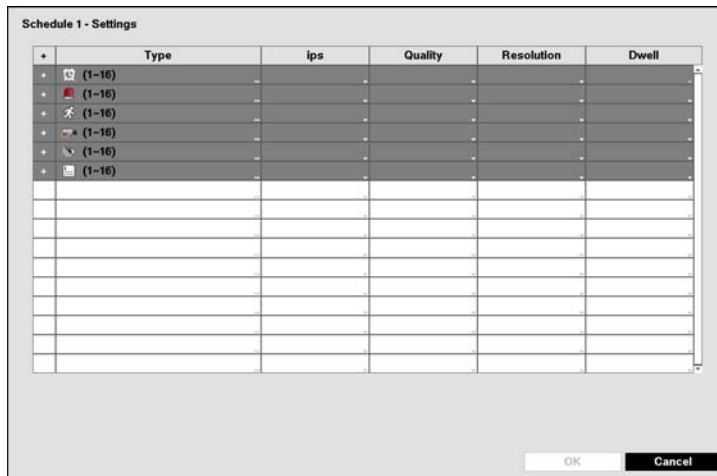 Schedule 1 - Settings
+ Type ips Quality Resolution Dwell
+ (1-16)
+ (1-16)
+ (1-16)
+ (1-16)
+ (1-16)
+ (1-16)
OK Cancel